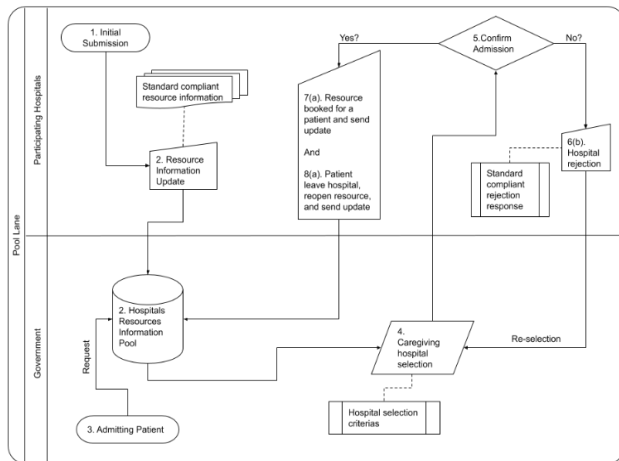 Pool Lane
Participating Hospitals
1. Initial
Submission
Standard compliant
resource information
2. Resource
Information
Update
Yes?
5.Confirm
Admission
No?
7(a). Resource
booked for a
patient and send
update
And
8(a). Patient
leave hospital,
reopen resource,
and send update
6(b).
Hospital
rejection
Standard
compliant
rejection
response
Government
2. Hospitals
Resources
Information
Pool
Request
3. Admitting Patient
4.
Caregiving
hospital
selection
Re-selection
Hospital selection
criterias